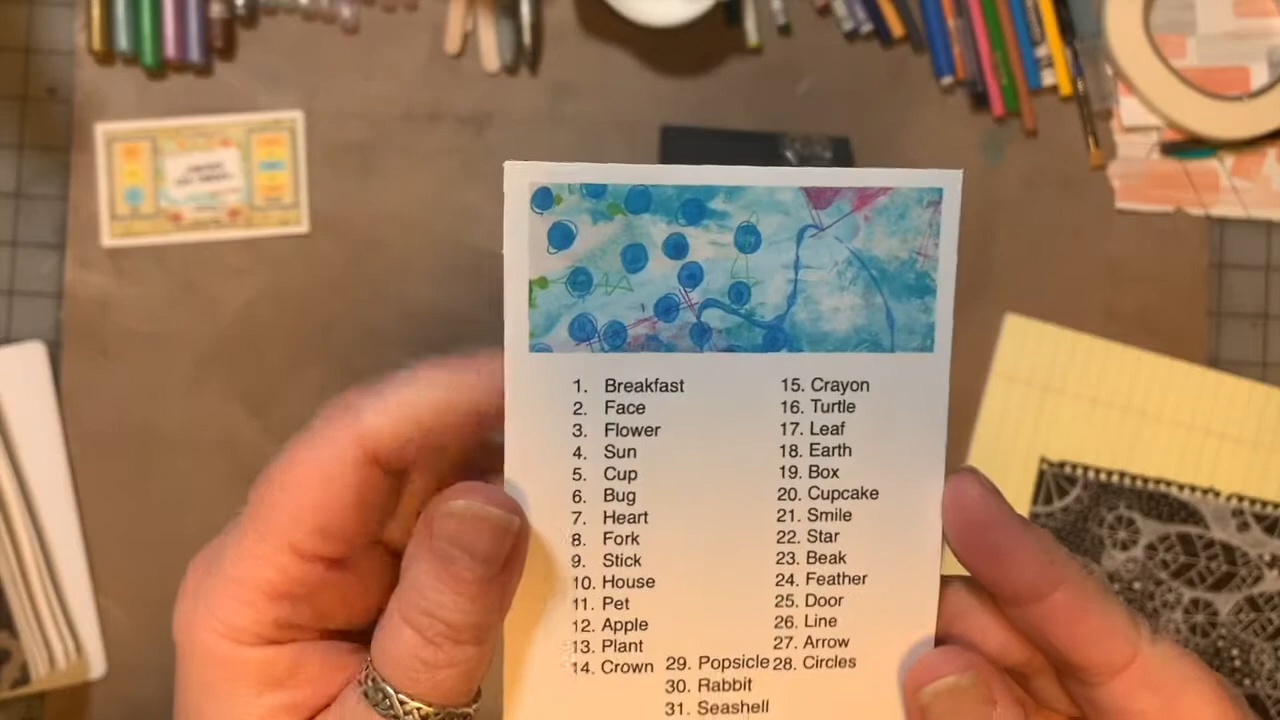 1. Breakfast
2. Face
3. Flower
4. Sun
5. Cup
6. Bug
7. Heart
8. Fork
9. Stick
10. House
11. Pet
12. Apple
13. Plant
14. Crown
15. Crayon
16. Turtle
17. Leaf
18. Earth
19. Box
20. Cupcake
21. Smile
22. Star
23. Beak
24. Feather
25. Door
26. Line
27. Arrow
28. Circles
29. Popsicle
30. Rabbit
31. Seashell